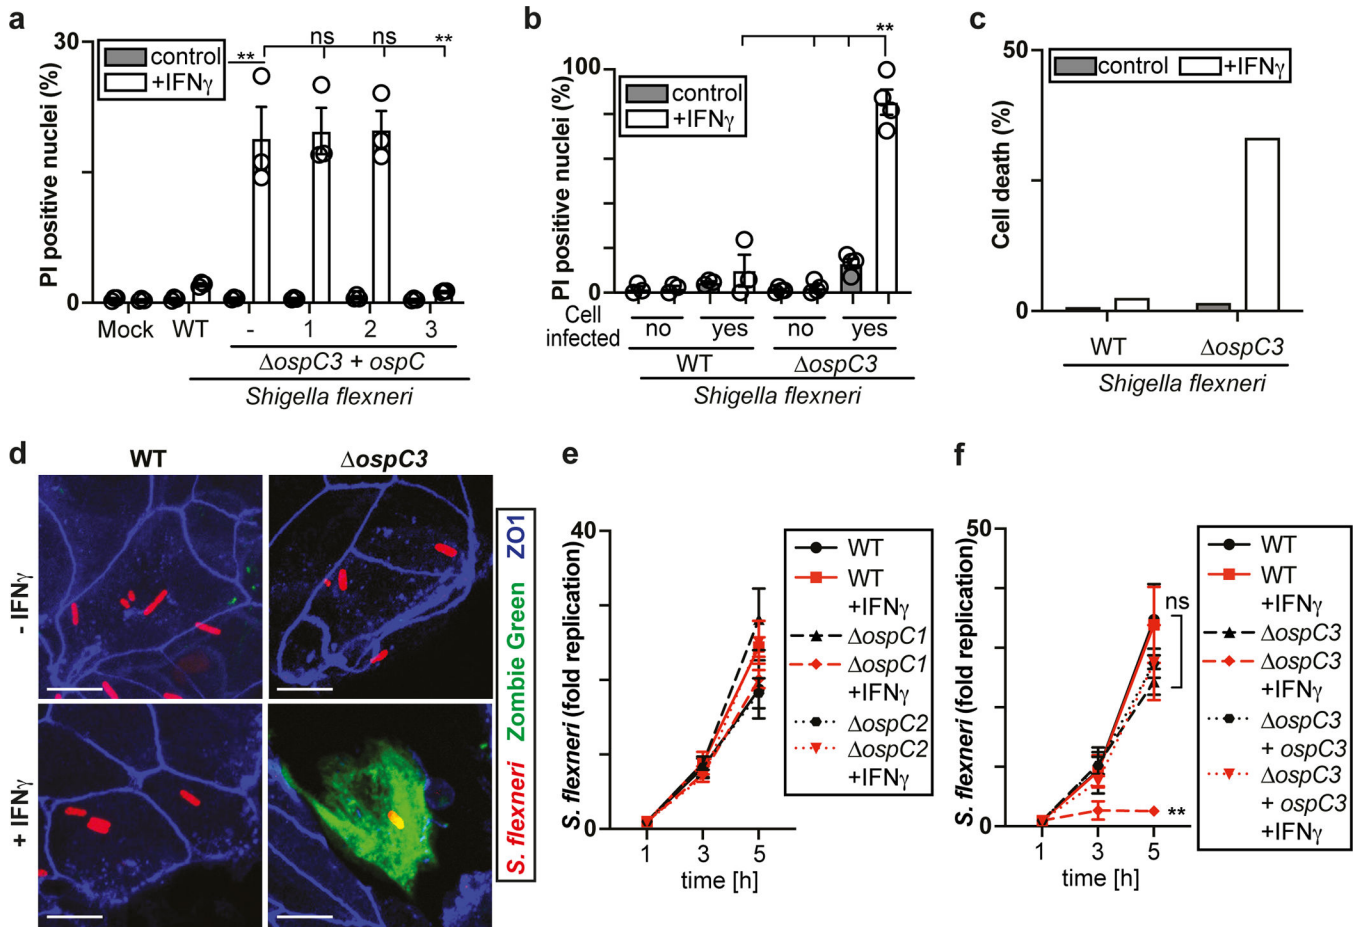 a
PI positive nuclei (%)
30
0
control
+IFNγ
**
ns
ns
**
Mock
WT
-
1
2
3
ΔospC3 + ospC
Shigella flexneri
b
PI positive nuclei (%)
100
0
control
+IFNγ
**
Cell
infected
no
yes
no
yes
WT
ΔospC3
Shigella flexneri
c
Cell death (%)
50
0
control
+IFNγ
WT
ΔospC3
Shigella flexneri
d
WT
ΔospC3
- IFNγ
+ IFNγ
S. flexneri Zombie Green ZO1
e
S. flexneri (fold replication)
40
0
1
3
5
time [h]
WT
WT
+IFNγ
ΔospC1
ΔospC1
+IFNγ
ΔospC2
ΔospC2
+IFNγ
f
S. flexneri (fold replication)
50
0
1
3
5
time [h]
ns
**
WT
WT
+IFNγ
ΔospC3
ΔospC3
+IFNγ
ΔospC3
+ ospC3
ΔospC3
+ ospC3
+IFNγ